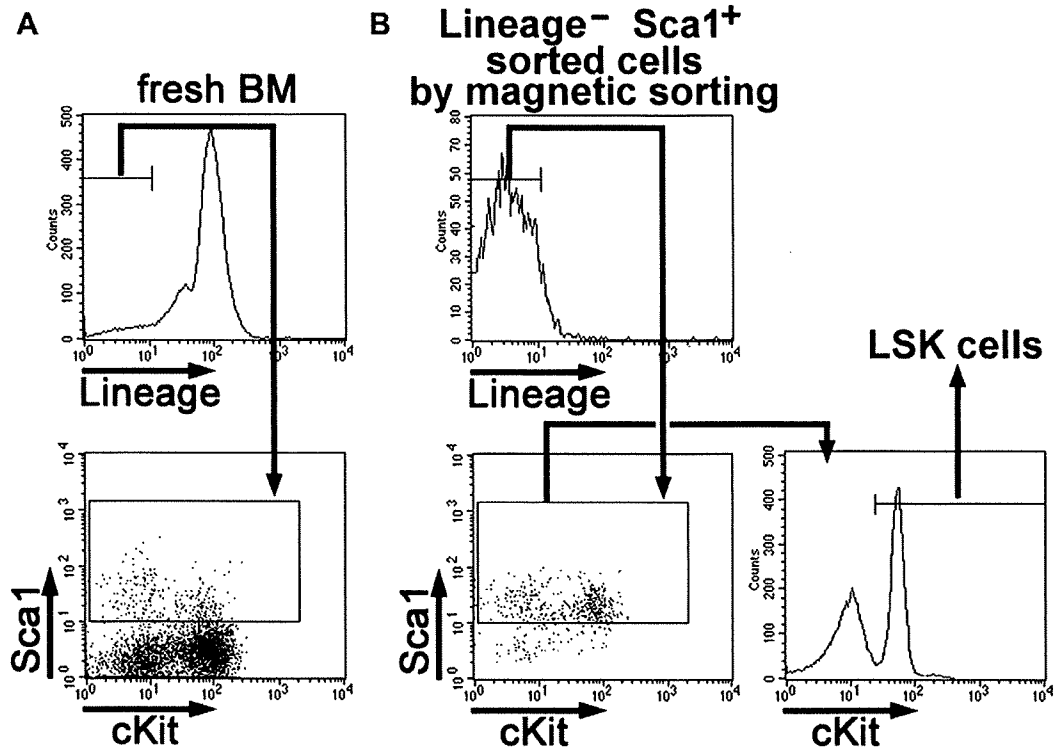 A
B
Lineage⁻ Sca1⁺
sorted cells
by magnetic sorting
fresh BM
500
400
300
200
100
0
Counts
10⁰ 10¹ 10² 10³ 10⁴
Lineage
80
70
60
50
40
30
20
10
0
Counts
10⁰ 10¹ 10² 10³ 10⁴
Lineage
LSK cells
10⁴
10³
10²
10¹
10⁰
Sca1
10⁰ 10¹ 10² 10³ 10⁴
cKit
10⁴
10³
10²
10¹
10⁰
Sca1
10⁰ 10¹ 10² 10³ 10⁴
cKit
500
400
300
200
100
0
Counts
10⁰ 10¹ 10² 10³ 10⁴
cKit